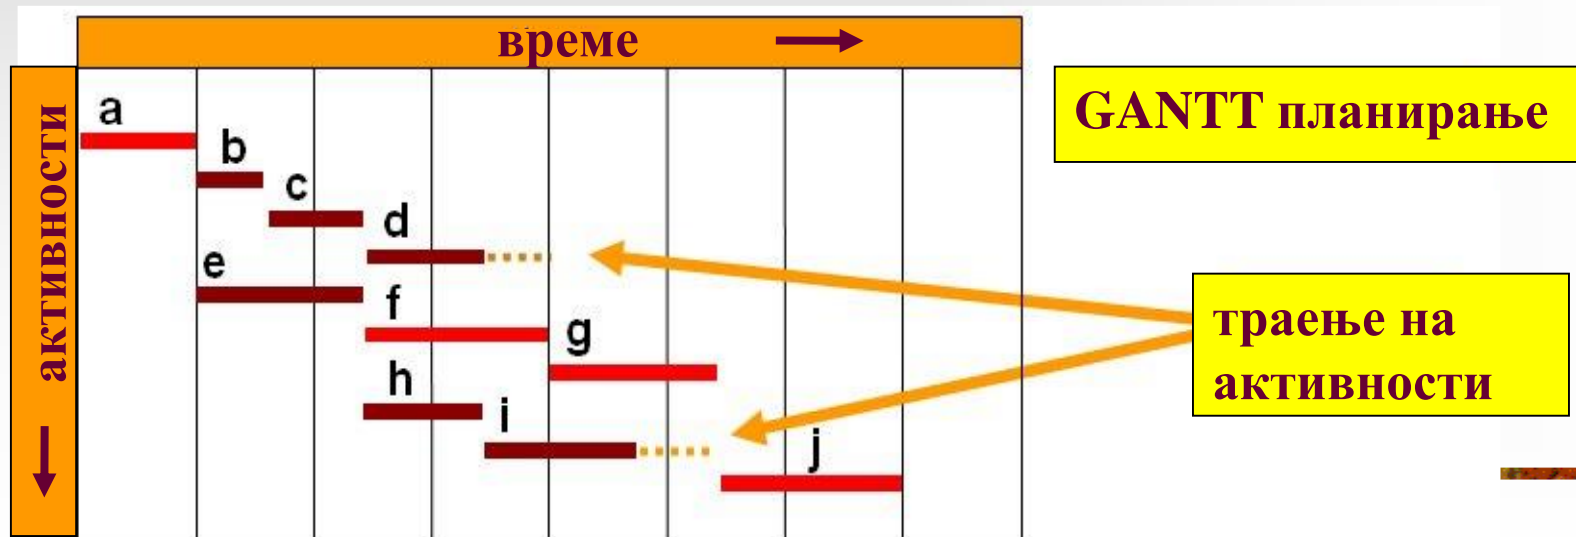 време
активности
GANTT планирање
a
b
c
d
e
f
g
h
i
j
траење на
активности